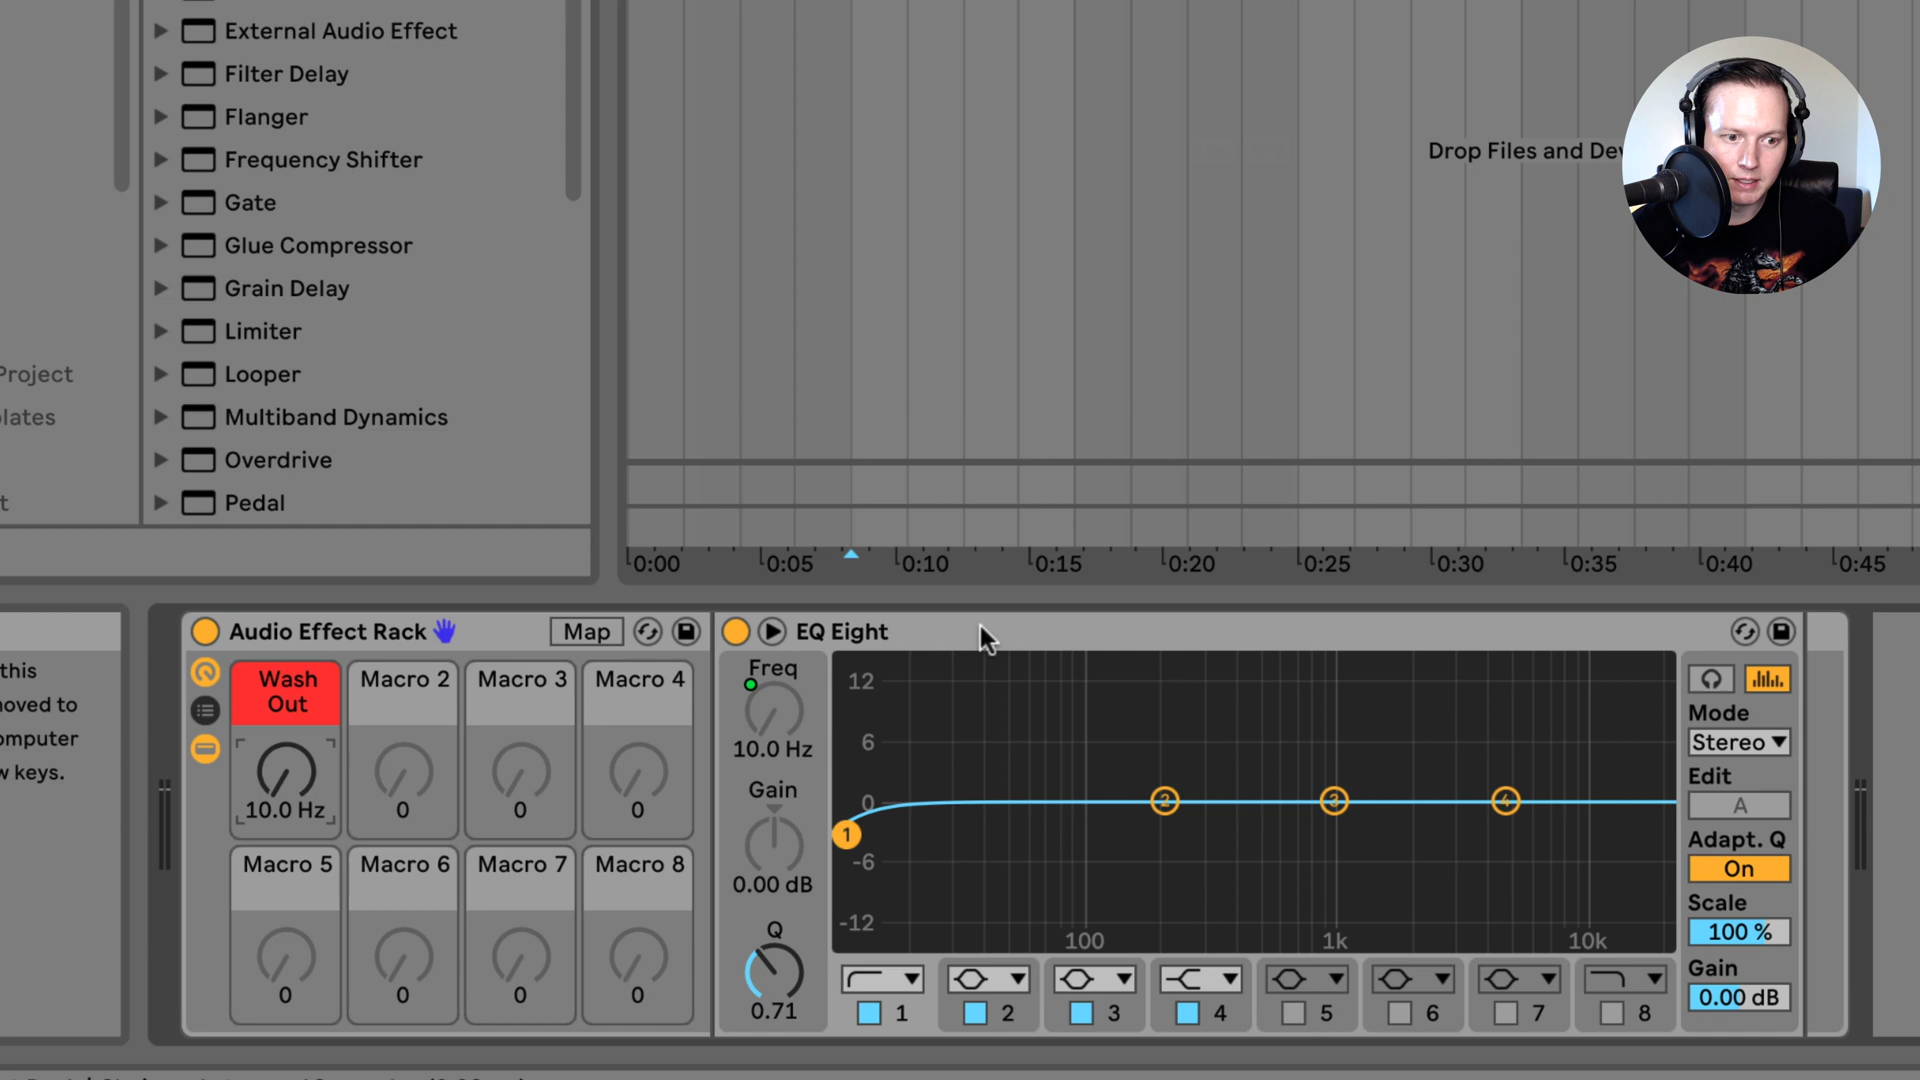 External Audio Effect
Filter Delay
Flanger
Frequency Shifter
Gate
Glue Compressor
Grain Delay
Limiter
Looper
Multiband Dynamics
Overdrive
Pedal
Project
lates
t
Drop Files and Dev
0:00 0:05 0:10 0:15 0:20 0:25 0:30 0:35 0:40 0:45
this
noved to
omputer
w keys.
Audio Effect Rack Map
Wash
Out
10.0 Hz
Macro 2
0
Macro 3
0
Macro 4
0
Macro 5
0
Macro 6
0
Macro 7
0
Macro 8
0
EQ Eight
Freq
10.0 Hz
Gain
0.00 dB
Q
0.71
12
6
0
-6
-12
1 2 3 4
100 1k 10k
1 2 3 4 5 6 7 8
Mode
Stereo
Edit
A
Adapt. Q
On
Scale
100 %
Gain
0.00 dB